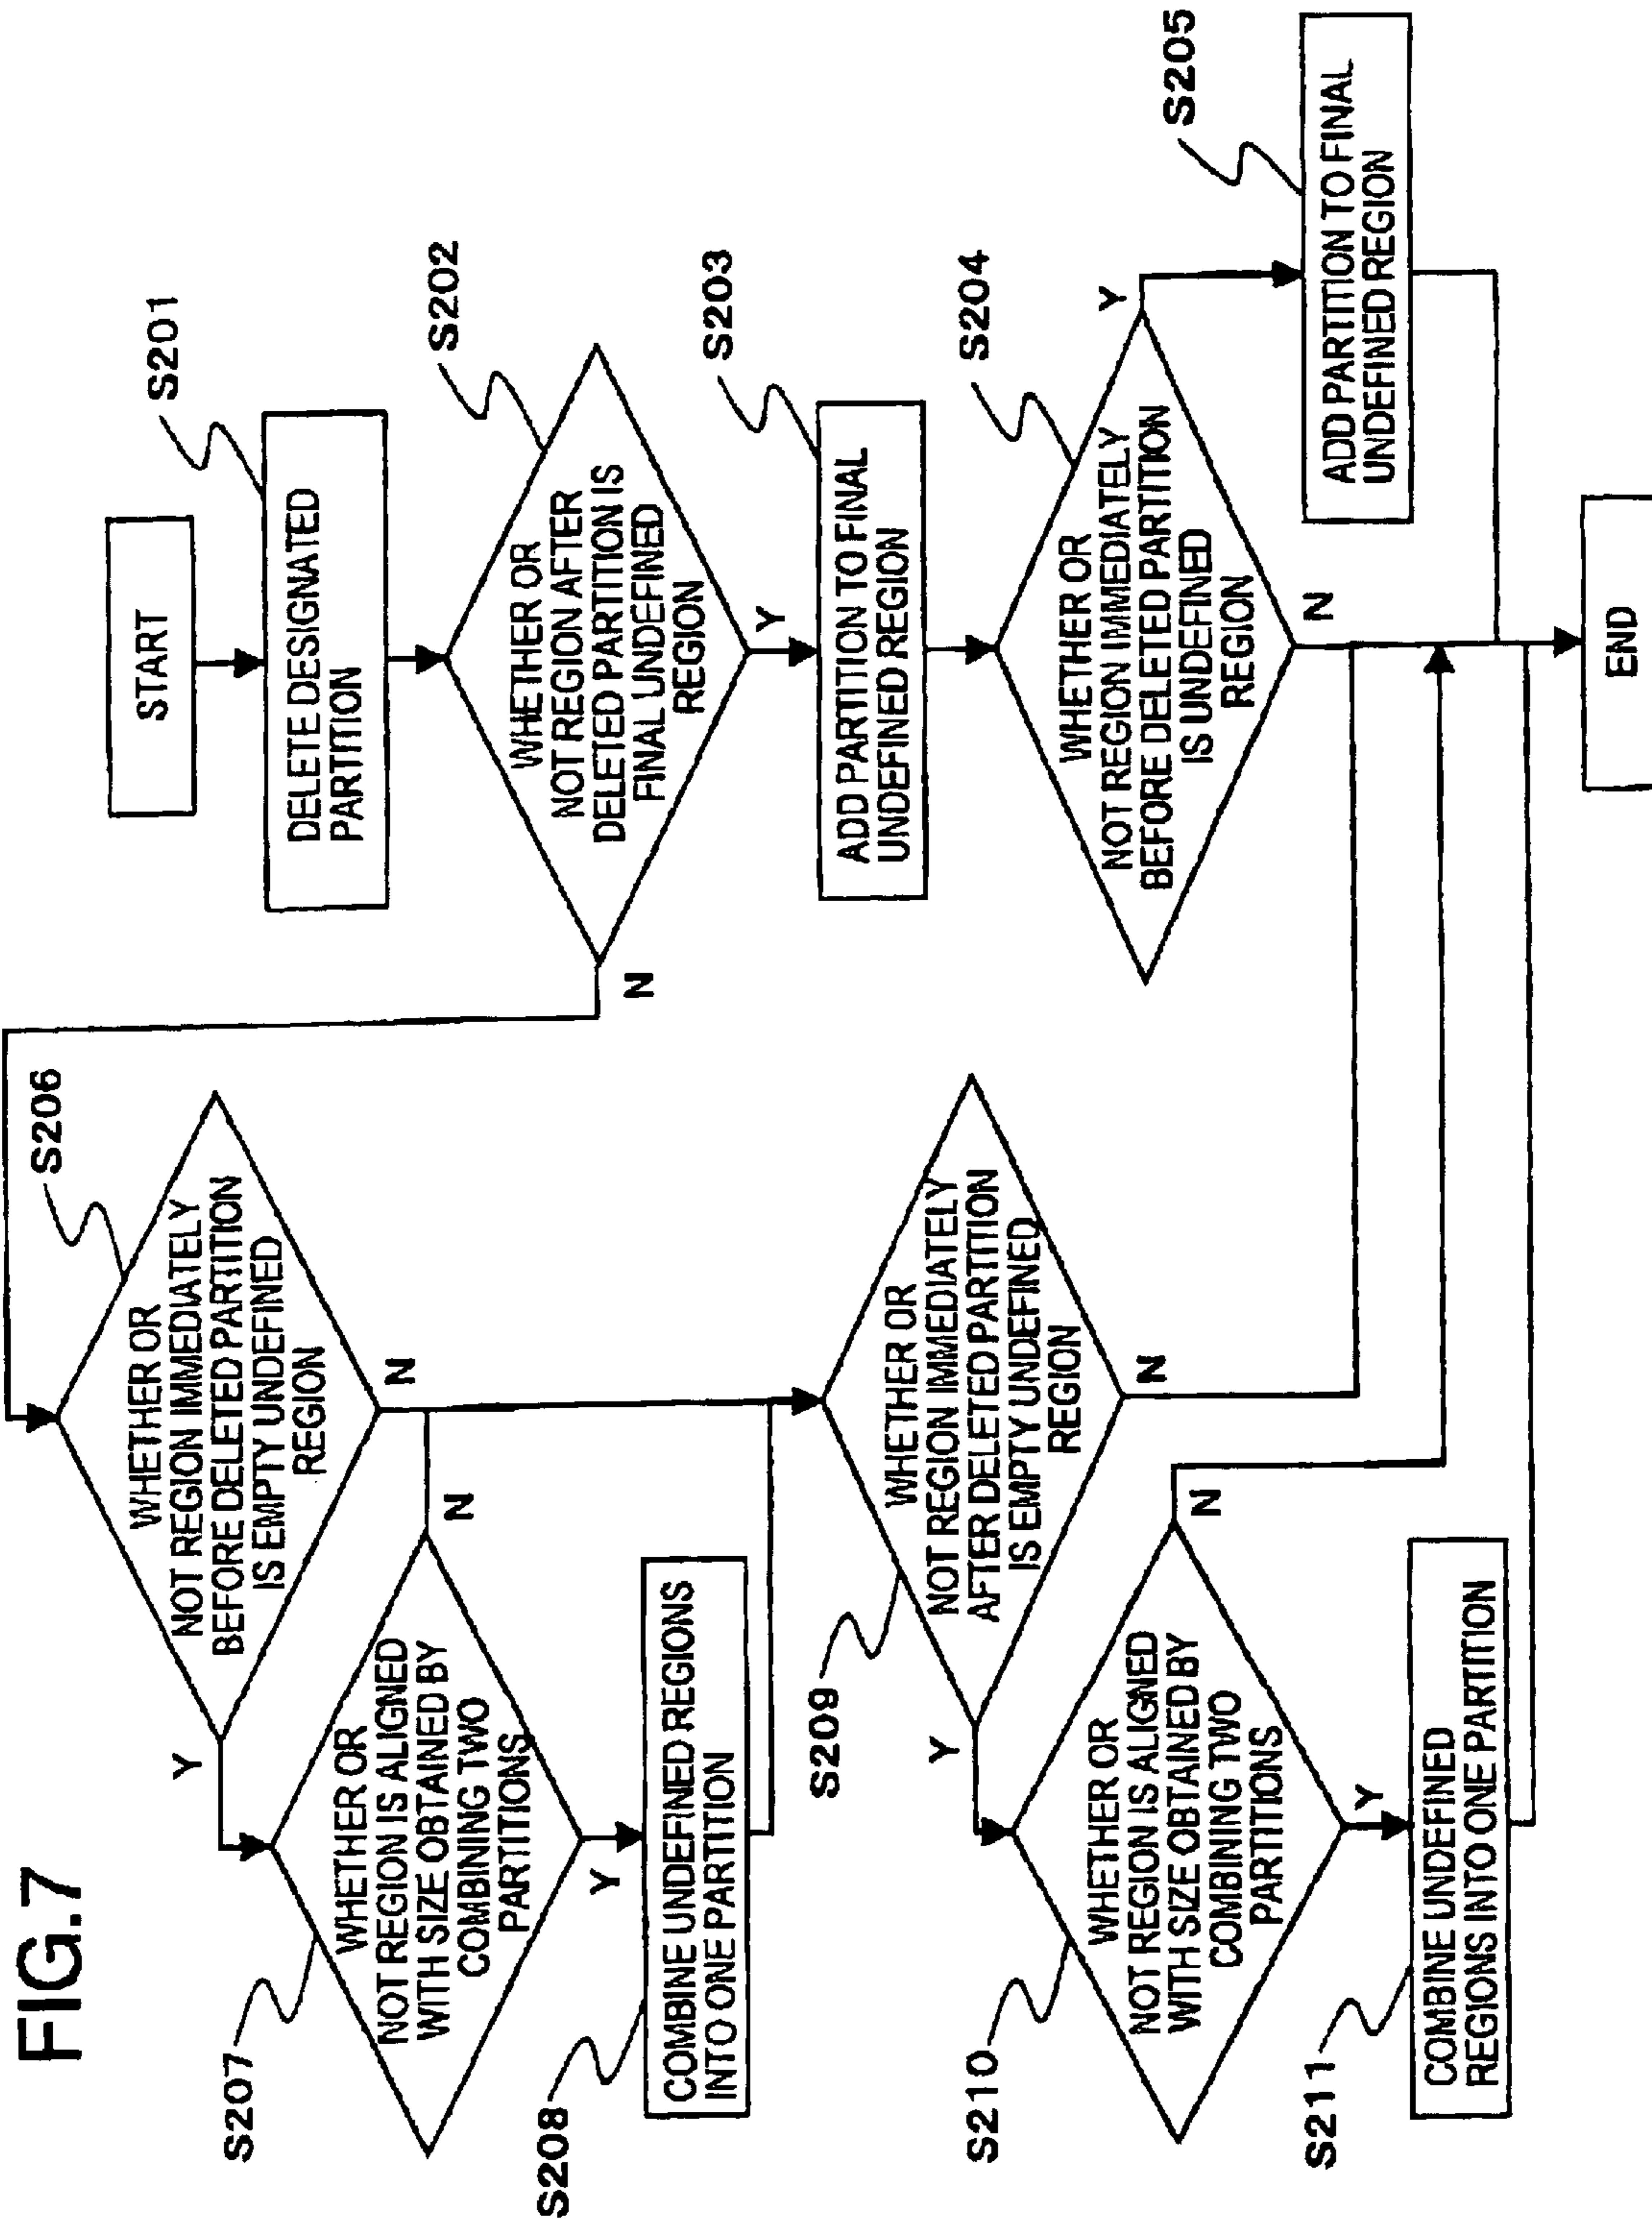 FIG.7
START
S201
DELETE DESIGNATED
PARTITION
S202
WHETHER OR
NOT REGION AFTER
DELETED PARTITION IS
FINAL UNDEFINED
REGION
N
Y
S203
ADD PARTITION TO FINAL
UNDEFINED REGION
S204
WHETHER OR
NOT REGION IMMEDIATELY
BEFORE DELETED PARTITION
IS UNDEFINED
REGION
Y
N
S205
ADD PARTITION TO FINAL
UNDEFINED REGION
S206
WHETHER OR
NOT REGION IMMEDIATELY
BEFORE DELETED PARTITION
IS EMPTY UNDEFINED
REGION
Y
N
S207
WHETHER OR
NOT REGION IS ALIGNED
WITH SIZE OBTAINED BY
COMBINING TWO
PARTITIONS
N
Y
S208
COMBINE UNDEFINED REGIONS
INTO ONE PARTITION
S209
WHETHER OR
NOT REGION IMMEDIATELY
AFTER DELETED PARTITION
IS EMPTY UNDEFINED
REGION
Y
N
S210
WHETHER OR
NOT REGION IS ALIGNED
WITH SIZE OBTAINED BY
COMBINING TWO
PARTITIONS
N
Y
S211
COMBINE UNDEFINED
REGIONS INTO ONE PARTITION
END